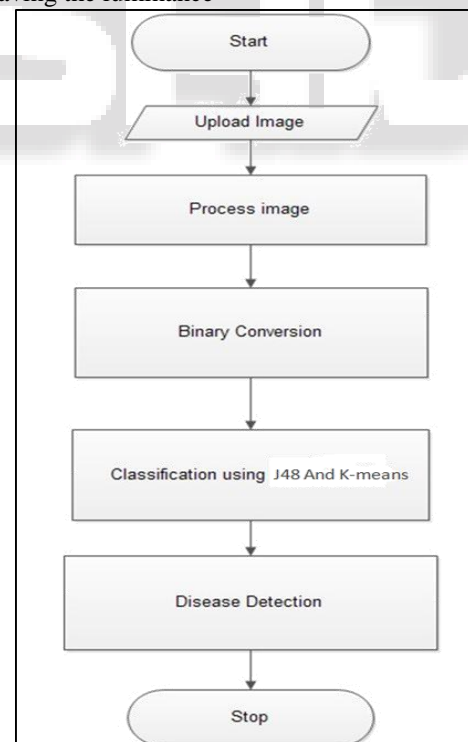 Start
Upload Image
Process image
Binary Conversion
Classification using J48 And K-means
Disease Detection
Stop